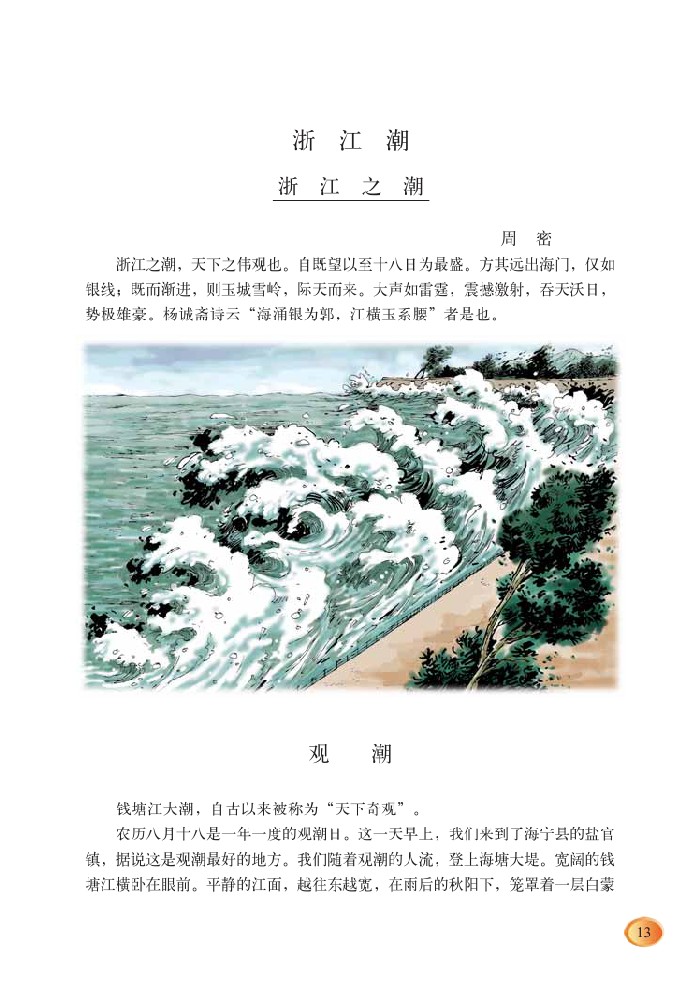 浙 江 潮
浙 江 之 潮
周 密
浙江之潮，天下之伟观也。自既望以至十八日为最盛。方其远出海门，仅如
银线；既而渐进，则玉城雪岭，际天而来。大声如雷霆，震撼激射，吞天沃日，
势极雄豪。杨诚斋诗云“海涌银为郭，江横玉系腰”者是也。
观 潮
钱塘江大潮，自古以来被称为“天下奇观”。
农历八月十八是一年一度的观潮日。这一天早上，我们来到了海宁县的盐官
镇，据说这是观潮最好的地方。我们随着观潮的人流，登上海塘大堤。宽阔的钱
塘江横卧在眼前。平静的江面，越往东越宽，在雨后的秋阳下，笼罩着一层白蒙
13